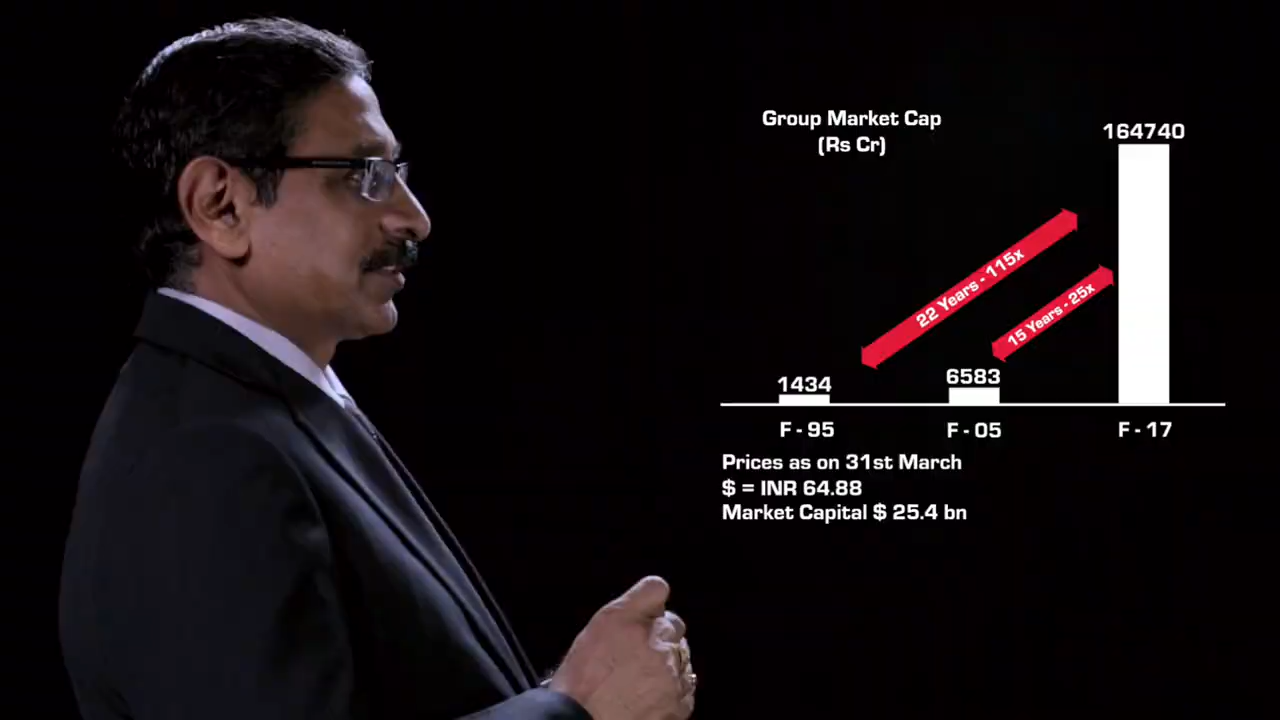 Group Market Cap
(Rs Cr)
164740
22 Years - 115x
15 Years - 25x
1434
6583
F - 95
F - 05
F - 17
Prices as on 31st March
$ = INR 64.88
Market Capital $ 25.4 bn